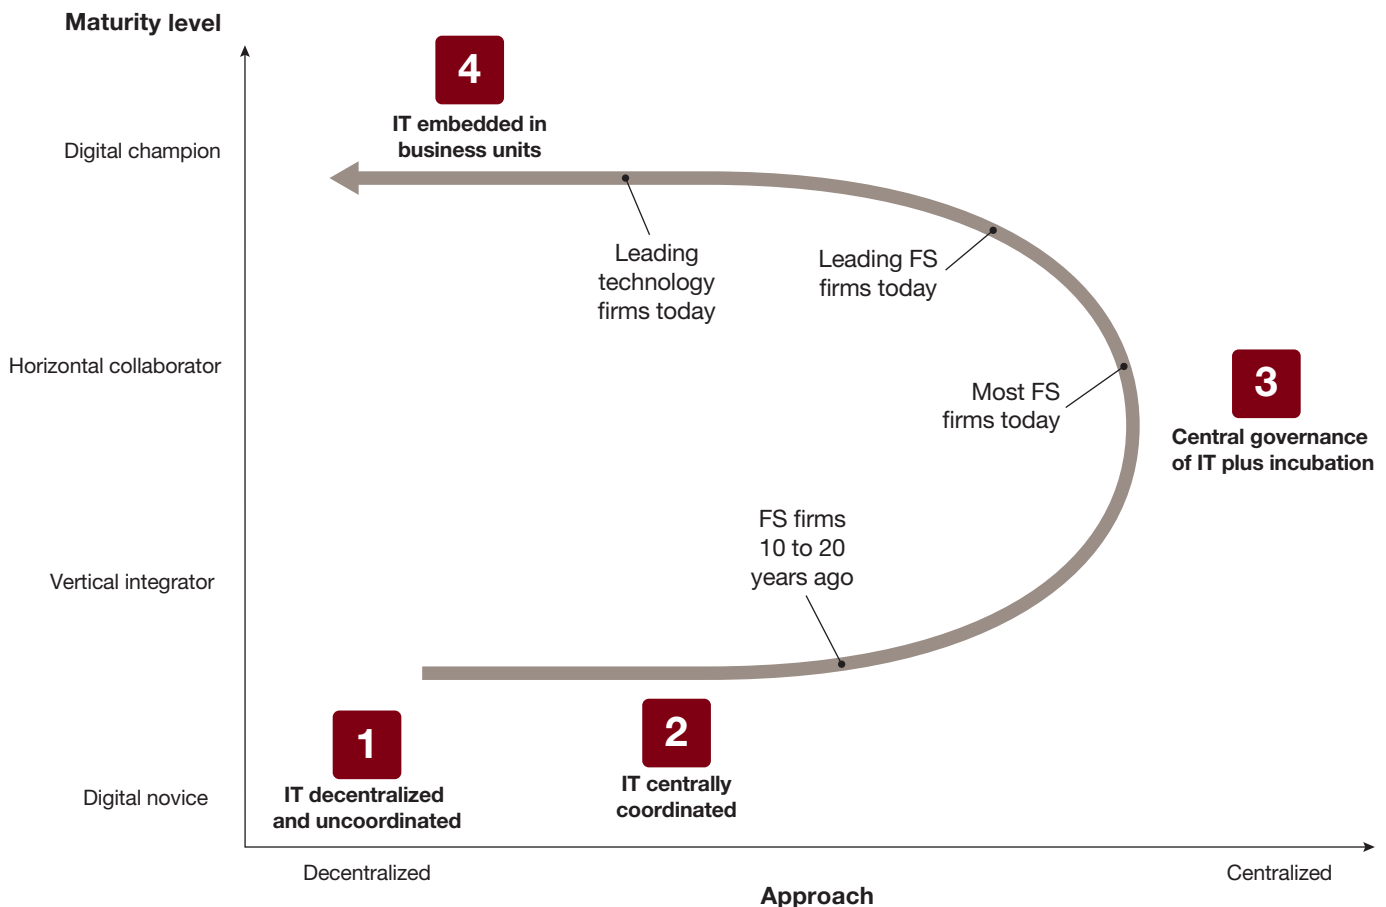 Maturity level
4
IT embedded in
business units
Digital champion
Leading
technology
firms today
Leading FS
firms today
Horizontal collaborator
Most FS
firms today
3
Central governance
of IT plus incubation
FS firms
10 to 20
years ago
Vertical integrator
1
IT decentralized
and uncoordinated
2
IT centrally
coordinated
Digital novice
Decentralized
Centralized
Approach